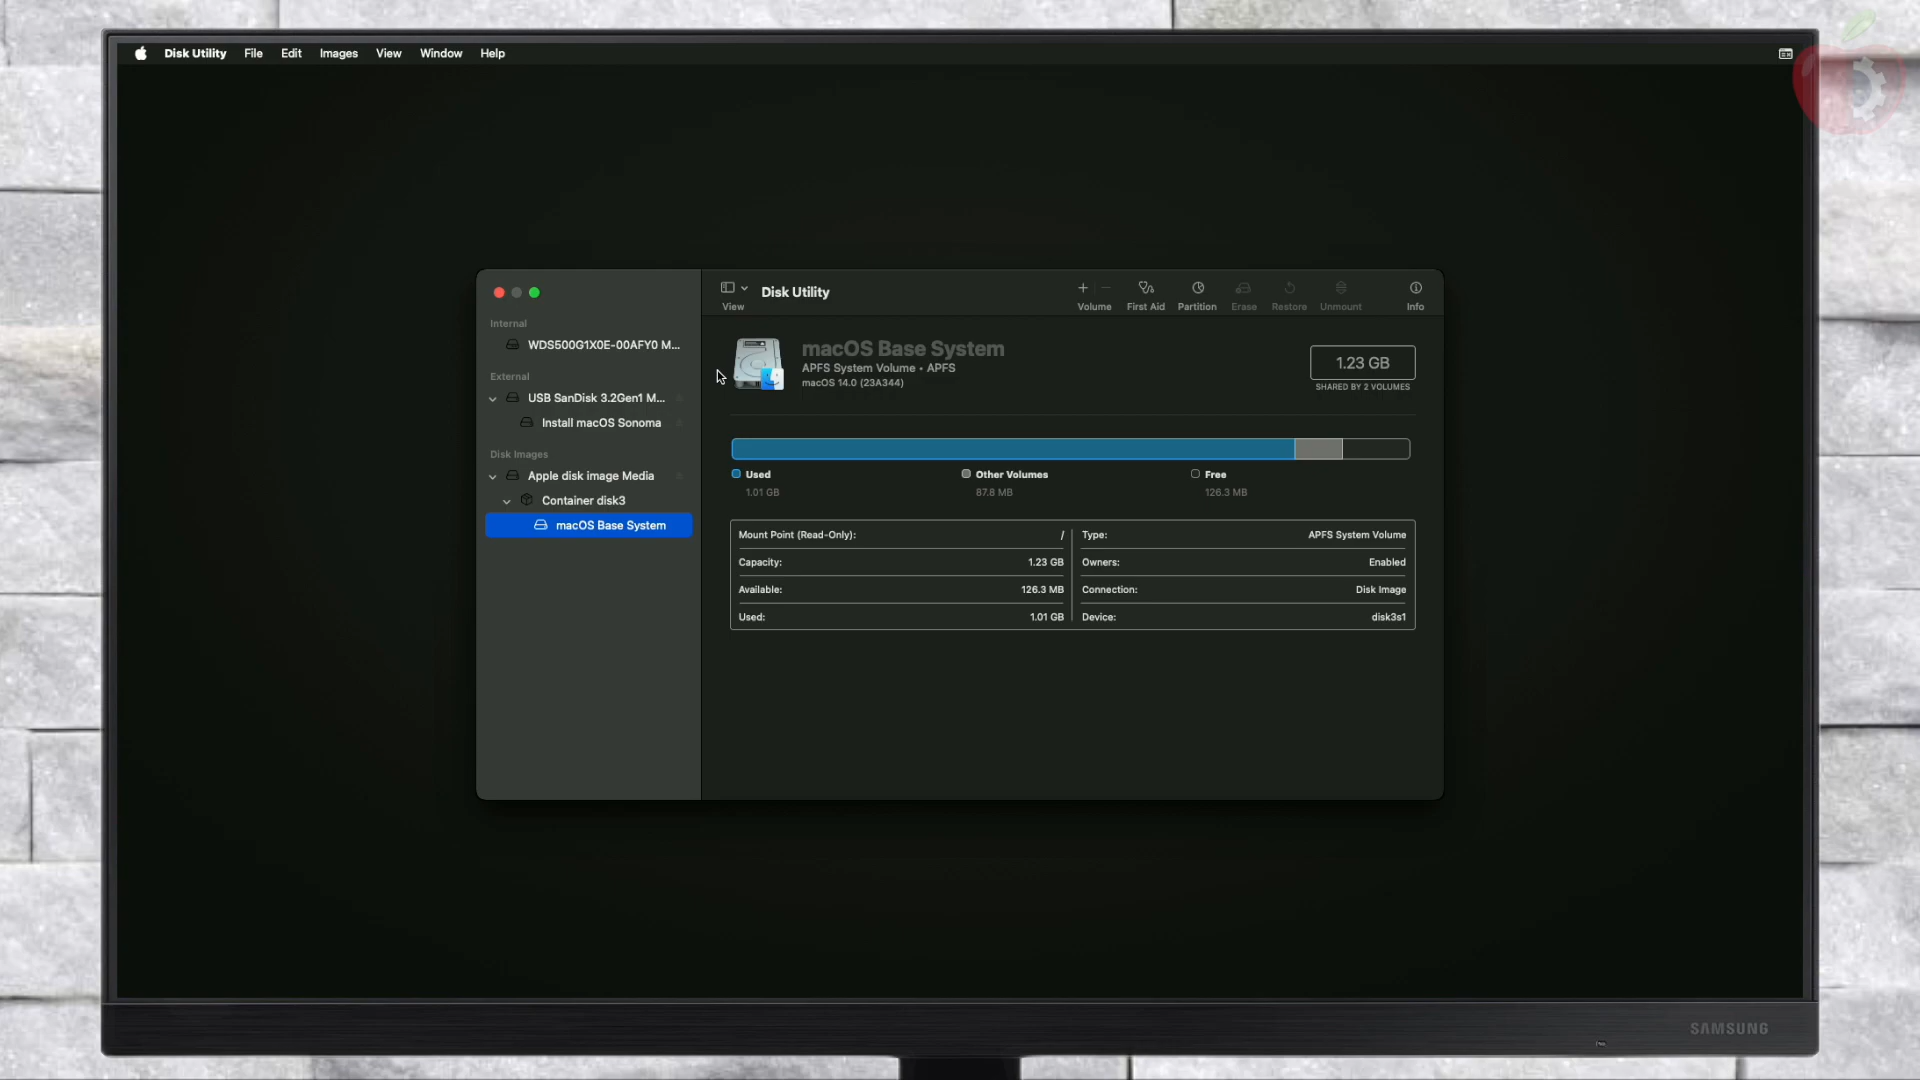 Disk Utility File Edit Images View Window Help
Disk Utility
View
Volume First Aid Partition Erase Restore Unmount Info
Internal
WDS500G1X0E-00AFY0 M...
External
USB SanDisk 3.2Gen1 M...
Install macOS Sonoma
Disk Images
Apple disk image Media
Container disk3
macOS Base System
macOS Base System
APFS System Volume • APFS
macOS 14.0 (23A344)
1.23 GB
SHARED BY 2 VOLUMES
Used
1.01 GB
Other Volumes
87.8 MB
Free
126.3 MB
Mount Point (Read-Only): /
Capacity: 1.23 GB
Available: 126.3 MB
Used: 1.01 GB
Type: APFS System Volume
Owners: Enabled
Connection: Disk Image
Device: disk3s1
SAMSUNG